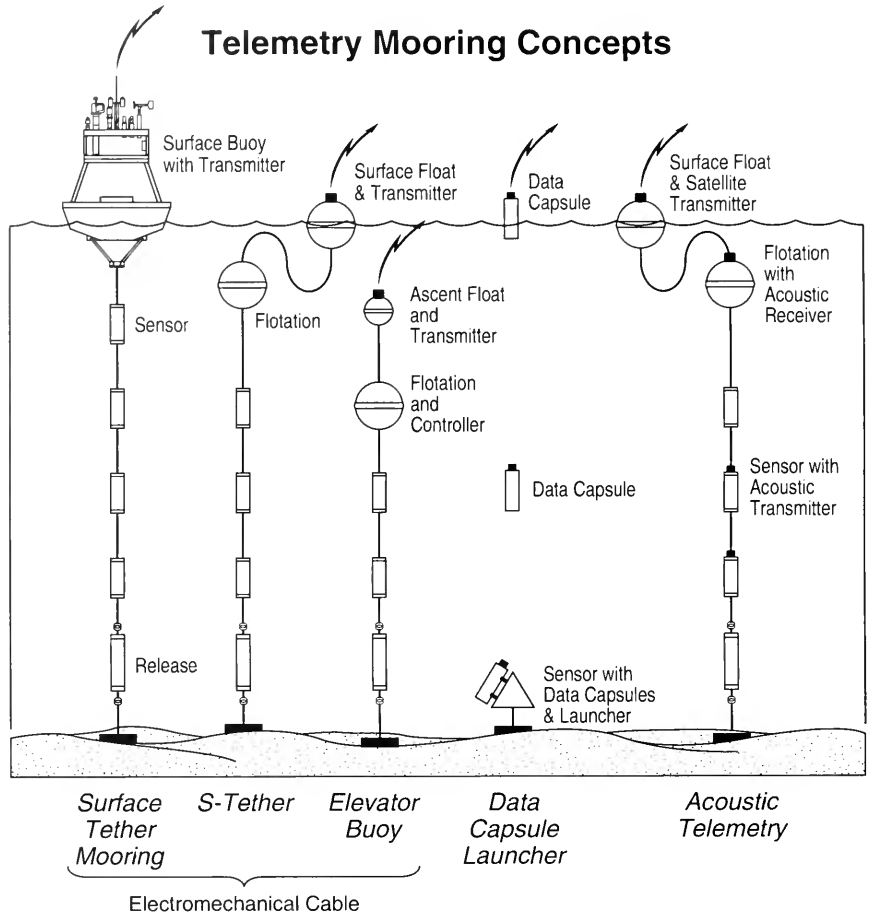 Telemetry Mooring Concepts
Surface Buoy
with Transmitter
Surface Float
& Transmitter
Data
Capsule
Surface Float
& Satellite
Transmitter
Flotation
with
Acoustic
Receiver
Sensor
Flotation
Ascent Float
and
Transmitter
Flotation
and
Controller
Sensor with
Acoustic
Transmitter
Data Capsule
Release
Sensor with
Data Capsules
& Launcher
Surface
Tether
Mooring
S-Tether
Elevator
Buoy
Data
Capsule
Launcher
Acoustic
Telemetry
Electromechanical Cable